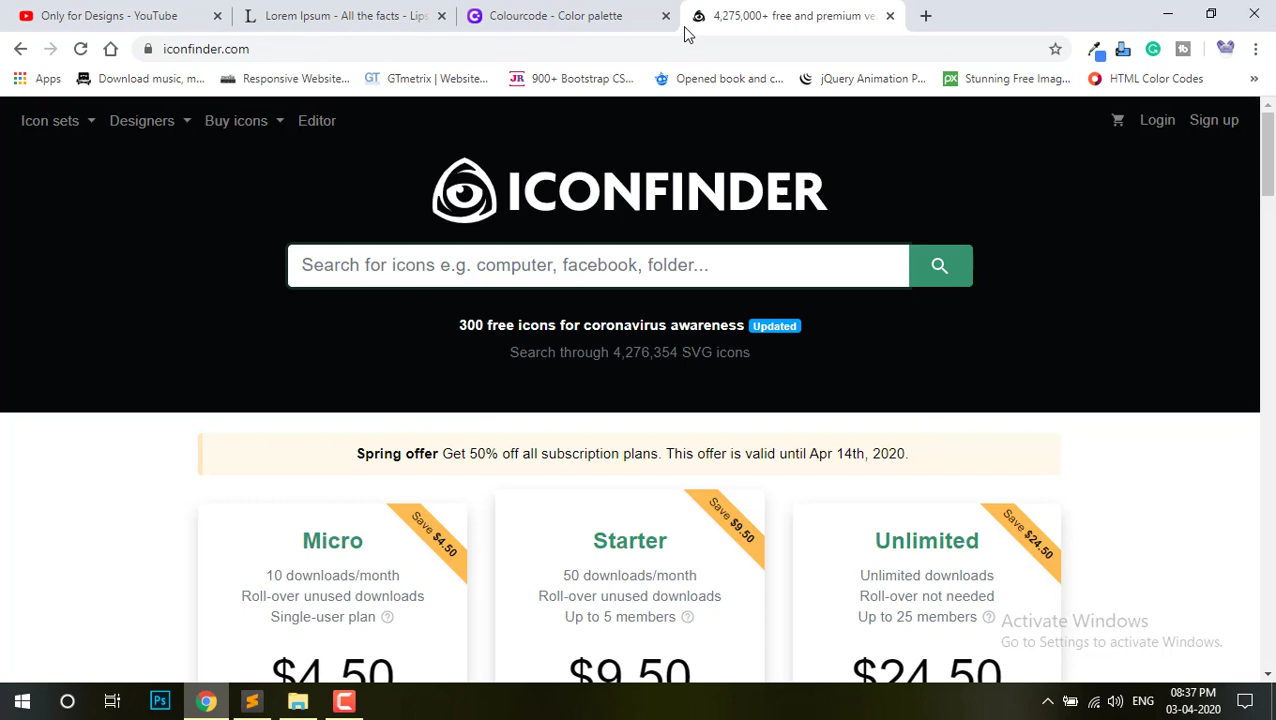 Only for Designs - YouTube
Lorem Ipsum - All the facts - Lips
Colourcode - Color palette
4,275,000+ free and premium ve
iconfinder.com
Apps
Download music, m...
Responsive Website...
GT
GTmetrix | Website...
JR
900+ Bootstrap CS...
Opened book and c...
jQuery Animation P...
px
Stunning Free Imag...
HTML Color Codes
»
Icon sets
Designers
Buy icons
Editor
Login
Sign up
ICONFINDER
Search for icons e.g. computer, facebook, folder...
300 free icons for coronavirus awareness Updated
Search through 4,276,354 SVG icons
Spring offer Get 50% off all subscription plans. This offer is valid until Apr 14th, 2020.
Save $4.50
Micro
10 downloads/month
Roll-over unused downloads
Single-user plan ?
$4.50
Save $9.50
Starter
50 downloads/month
Roll-over unused downloads
Up to 5 members ?
$9.50
Save $24.50
Unlimited
Unlimited downloads
Roll-over not needed
Up to 25 members ?
$24.50
Activate Windows
Go to Settings to activate Windows.
Ps
ENG
08:37 PM
03-04-2020